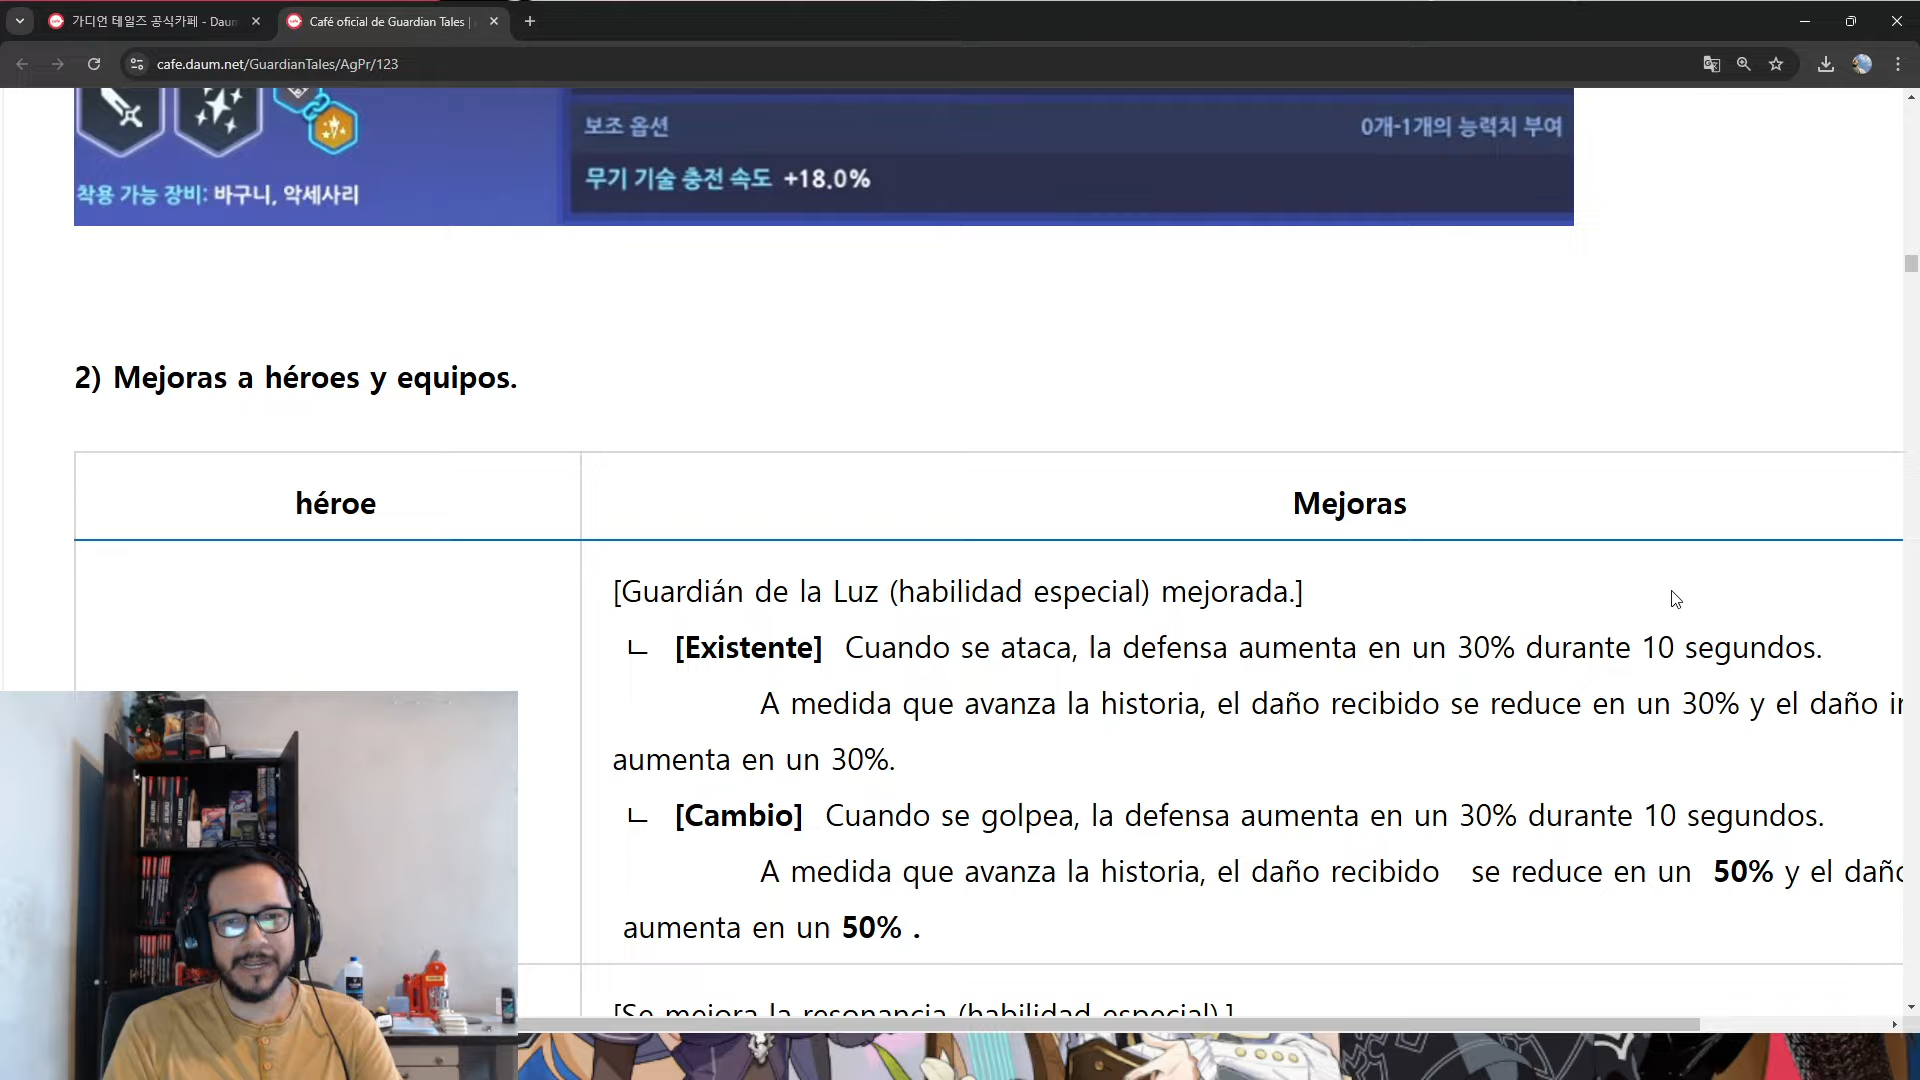 가디언 테일즈 공식카페 - Daum
Café oficial de Guardian Tales |
cafe.daum.net/GuardianTales/AgPr/123
보조 옵션
0개-1개의 능력치 부여
무기 기술 충전 속도 +18.0%
착용 가능 장비: 바구니, 악세사리
2) Mejoras a héroes y equipos.
héroe
Mejoras
[Guardián de la Luz (habilidad especial) mejorada.]
ㄴ [Existente] Cuando se ataca, la defensa aumenta en un 30% durante 10 segundos.
A medida que avanza la historia, el daño recibido se reduce en un 30% y el daño
aumenta en un 30%.
ㄴ [Cambio] Cuando se golpea, la defensa aumenta en un 30% durante 10 segundos.
A medida que avanza la historia, el daño recibido se reduce en un 50% y el daño
aumenta en un 50% .
[Se mejora la resonancia (habilidad especial).]